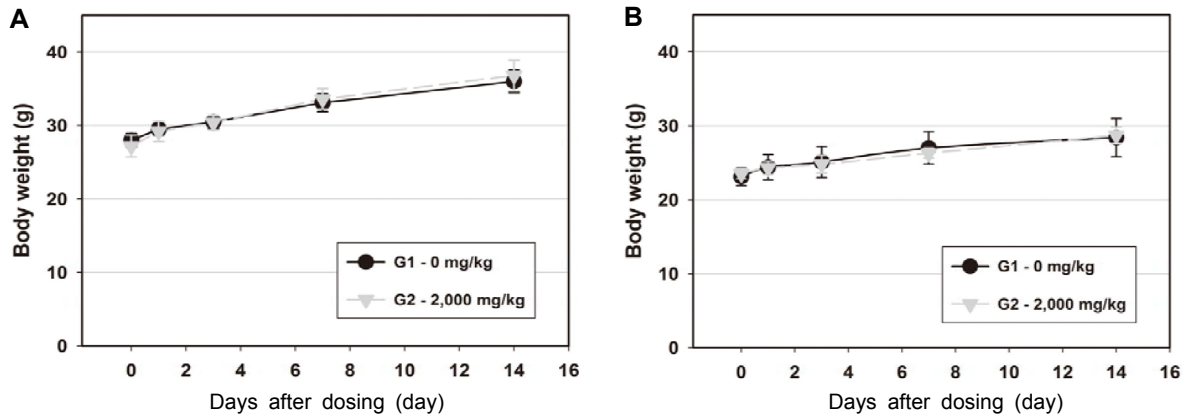 A
Body weight (g)
40
30
20
10
0
G1 - 0 mg/kg
G2 - 2,000 mg/kg
0 2 4 6 8 10 12 14 16
Days after dosing (day)
B
Body weight (g)
40
30
20
10
0
G1 - 0 mg/kg
G2 - 2,000 mg/kg
0 2 4 6 8 10 12 14 16
Days after dosing (day)